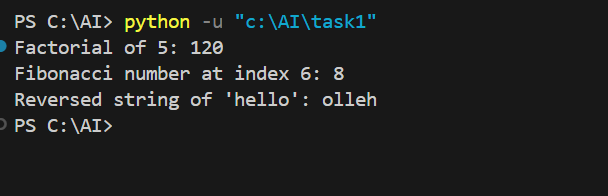 PS C:\AI> python -u "c:\AI\task1"
Factorial of 5: 120
Fibonacci number at index 6: 8
Reversed string of 'hello': olleh
PS C:\AI>